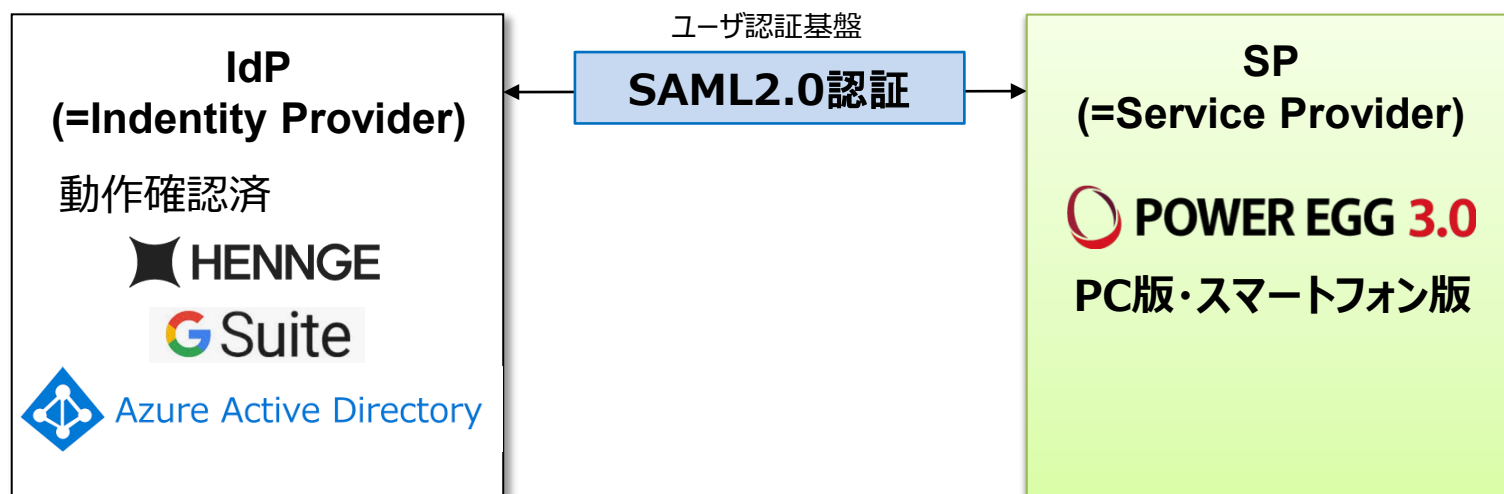 ユーザ認証基盤
IdP
(=Indentity Provider)
動作確認済
HENNGE
G Suite
Azure Active Directory
SAML2.0認証
SP
(=Service Provider)
POWER EGG 3.0
PC版・スマートフォン版